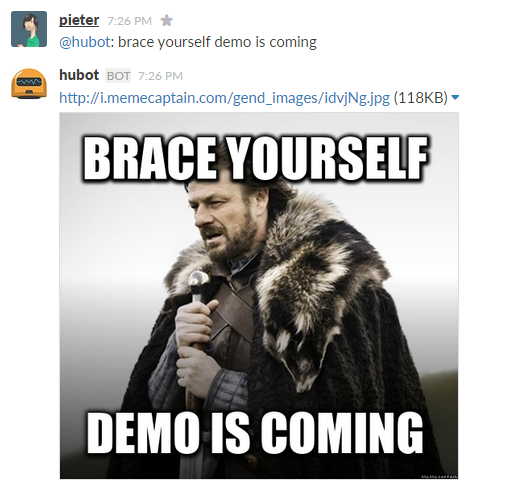 pieter 7:26 PM
@hubot: brace yourself demo is coming
hubot BOT 7:26 PM
http://i.memecaptain.com/gend_images/idvjNg.jpg (118KB)
BRACE YOURSELF
DEMO IS COMING
MEMECAPTAIN